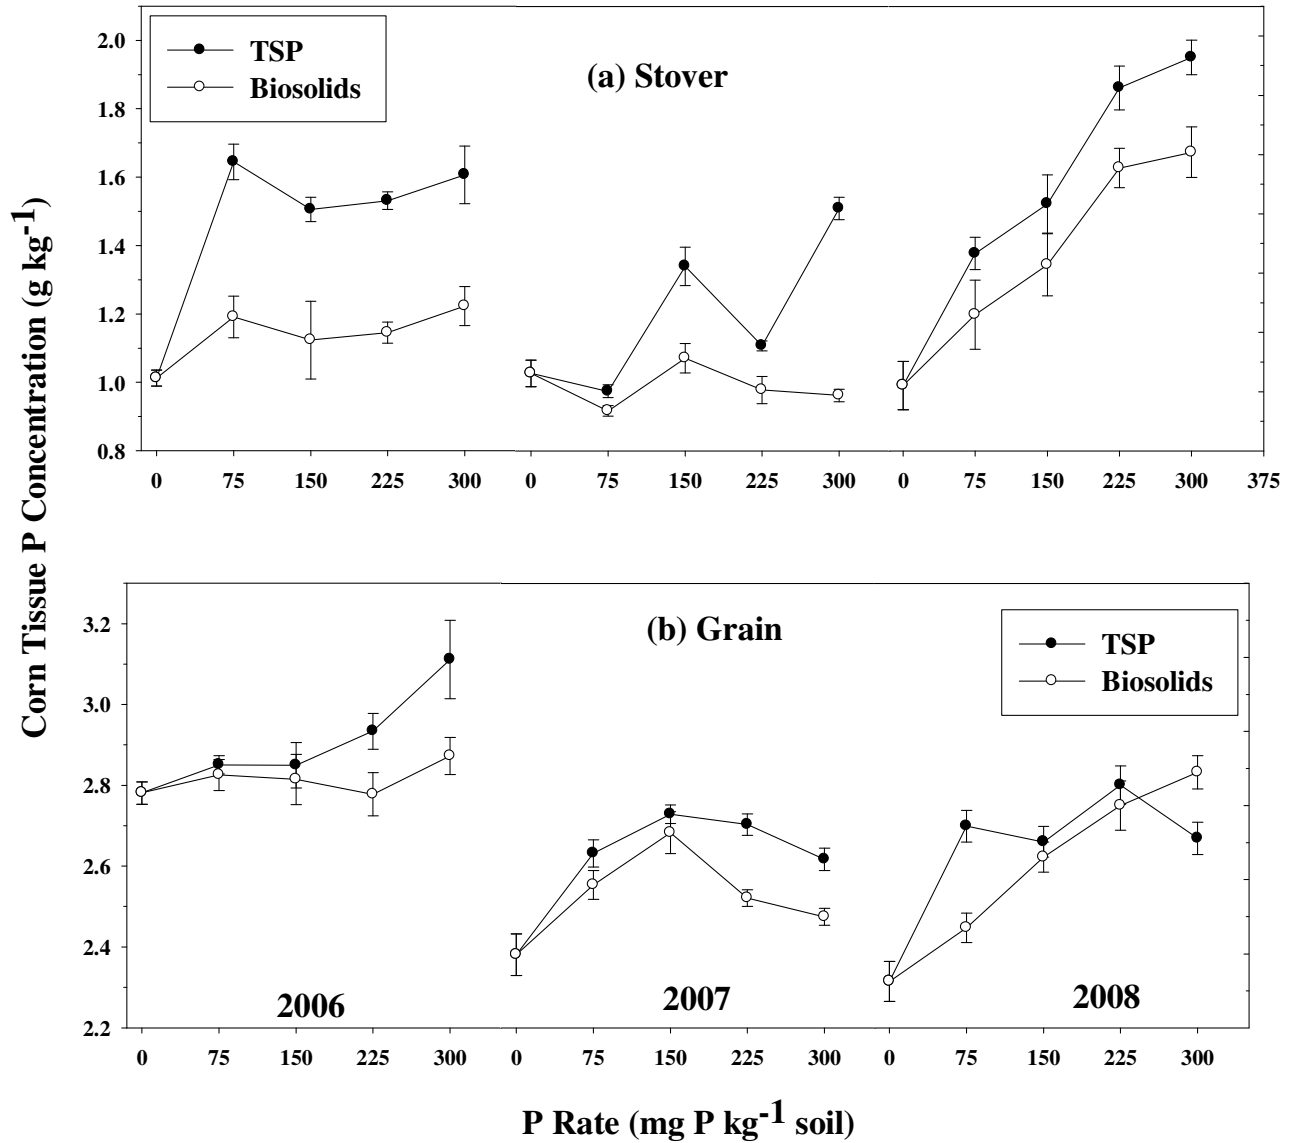 TSP
Biosolids
(a) Stover
2.0
1.8
1.6
1.4
1.2
1.0
0.8
0 75 150 225 300 0 75 150 225 300 0 75 150 225 300 375
Corn Tissue P Concentration (g kg-1)
(b) Grain
TSP
Biosolids
3.2
3.0
2.8
2.6
2.4
2.2
2006 2007 2008
0 75 150 225 300 0 75 150 225 300 0 75 150 225 300
P Rate (mg P kg-1 soil)